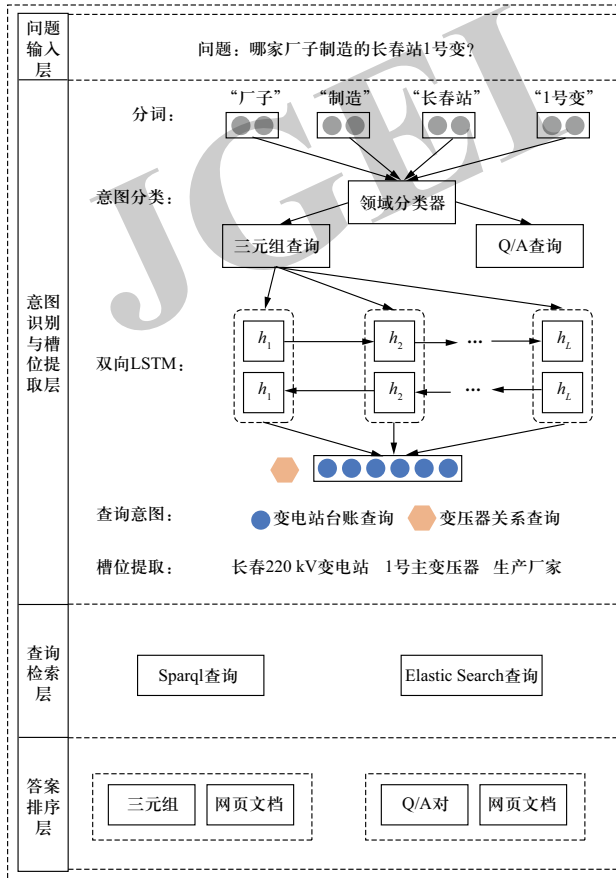 问题
输入
层
问题：哪家厂子制造的长春站1号变?
意图
识别
与槽
位提
取层
分词：
“厂子” “制造” “长春站” “1号变”
意图分类：
领域分类器
三元组查询 Q/A查询
双向LSTM：
h1 h2 ... hL
h1 h2 ... hL
查询意图：
变电站台账查询 变压器关系查询
槽位提取：
长春220 kV变电站 1号主变压器 生产厂家
查询
检索
层
Sparql查询 Elastic Search查询
答案
排序
层
三元组 网页文档 Q/A对 网页文档
JGEI